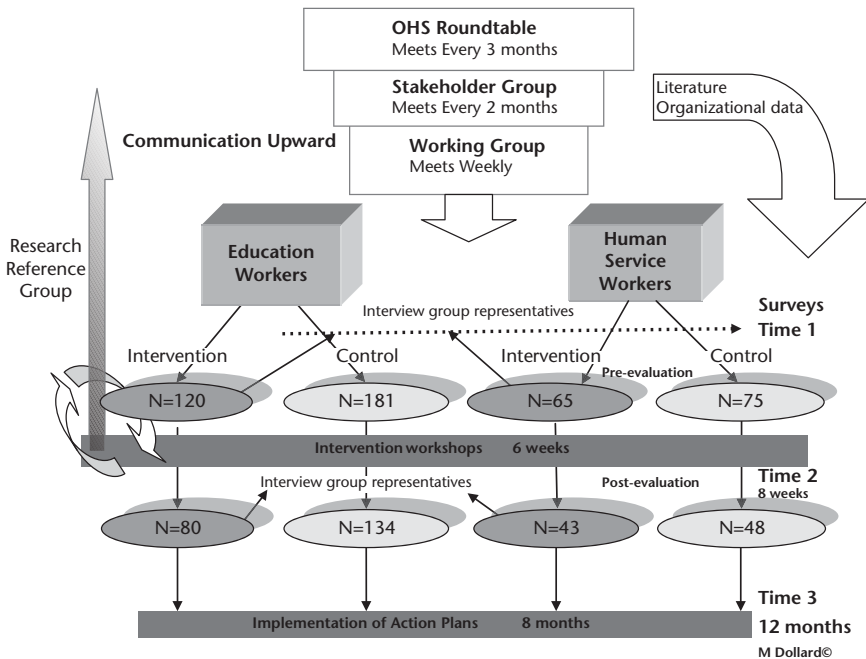 OHS Roundtable
Meets Every 3 months
Stakeholder Group
Meets Every 2 months
Literature
Organizational data
Communication Upward
Working Group
Meets Weekly
Research
Reference
Group
Education
Workers
Human
Service
Workers
Interview group representatives
Surveys
Time 1
Intervention
Control
Intervention
Control
Pre-evaluation
N=120
N=181
N=65
N=75
Intervention workshops 6 weeks
Interview group representatives
Post-evaluation
Time 2
8 weeks
N=80
N=134
N=43
N=48
Time 3
Implementation of Action Plans 8 months
12 months
M Dollard©